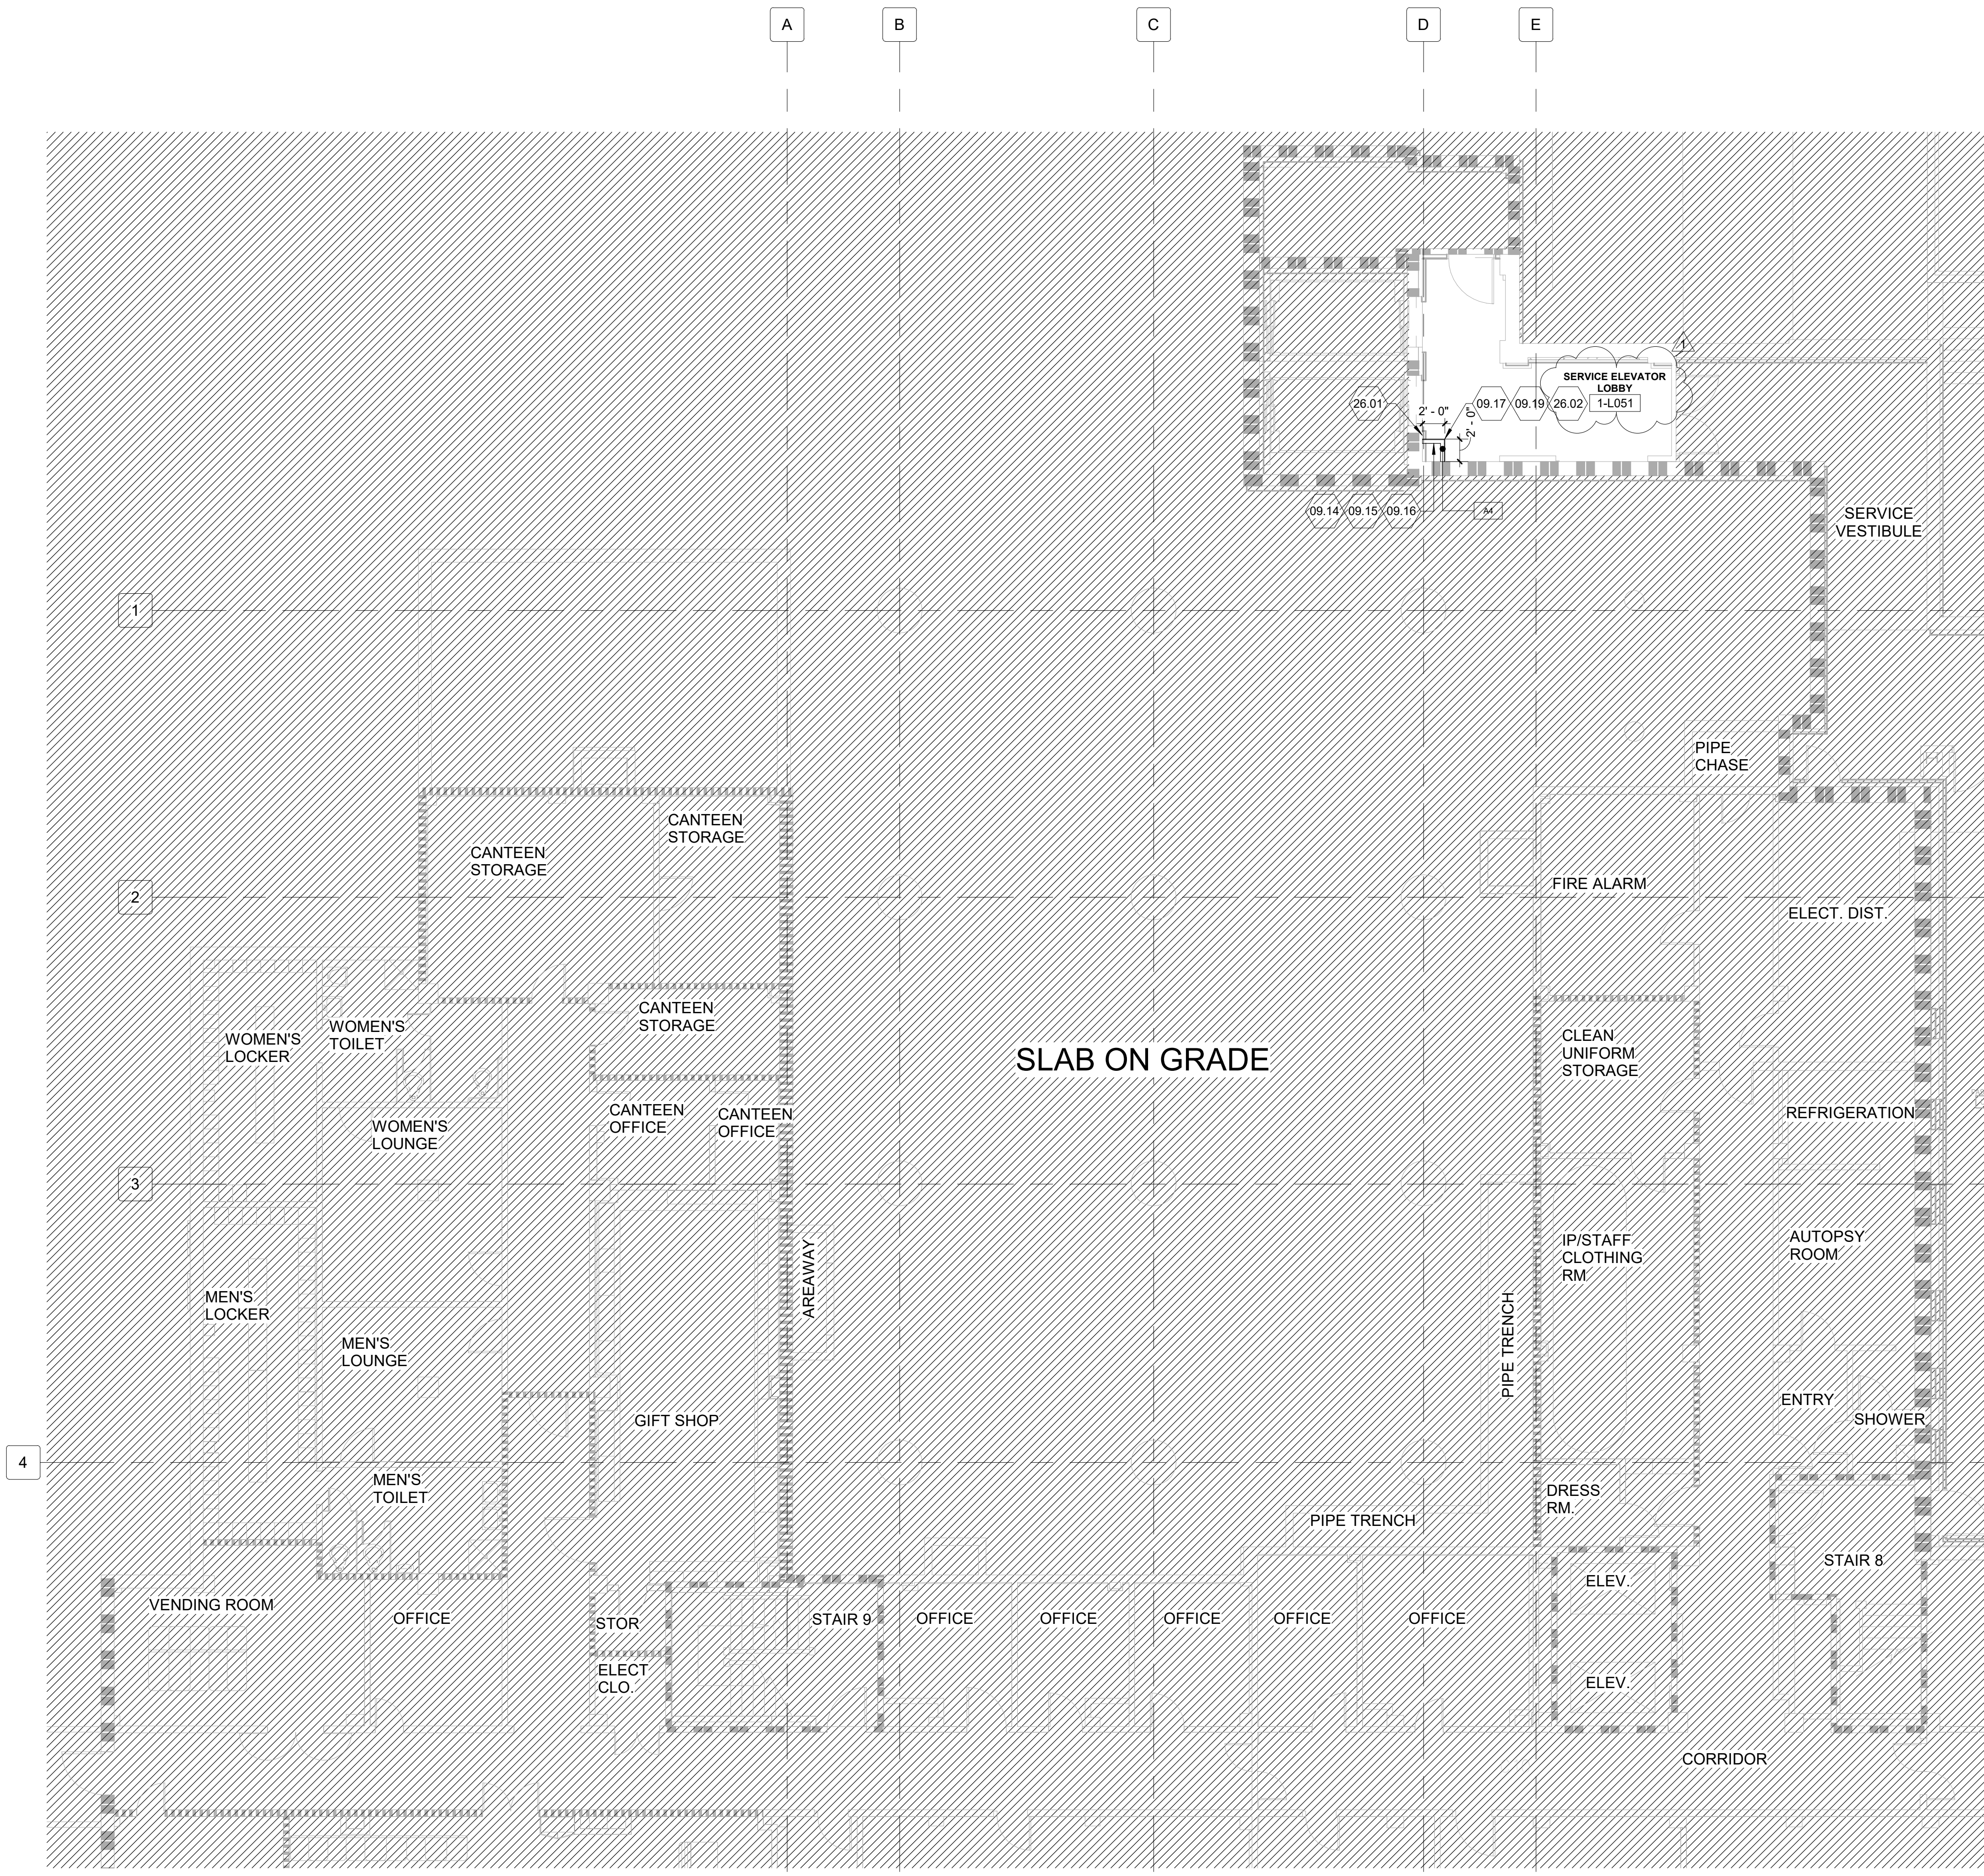 A
B
C
D
E
1
SERVICE ELEVATOR
LOBBY
1-L051
26.01
2' - 0"
2' - 0"
09.17
09.19
26.02
09.14
09.15
09.16
A4
SERVICE
VESTIBULE
1
PIPE
CHASE
CANTEEN
STORAGE
CANTEEN
STORAGE
2
FIRE ALARM
ELECT. DIST.
CANTEEN
STORAGE
WOMEN'S
LOCKER
WOMEN'S
TOILET
SLAB ON GRADE
CLEAN
UNIFORM
STORAGE
CANTEEN
OFFICE
CANTEEN
OFFICE
WOMEN'S
LOUNGE
REFRIGERATION
3
AREAWAY
IP/STAFF
CLOTHING
RM
AUTOPSY
ROOM
MEN'S
LOCKER
MEN'S
LOUNGE
PIPE TRENCH
GIFT SHOP
ENTRY
SHOWER
4
MEN'S
TOILET
DRESS
RM.
PIPE TRENCH
STAIR 8
ELEV.
VENDING ROOM
OFFICE
STOR
STAIR 9
OFFICE
OFFICE
OFFICE
OFFICE
OFFICE
ELECT
CLO.
ELEV.
CORRIDOR